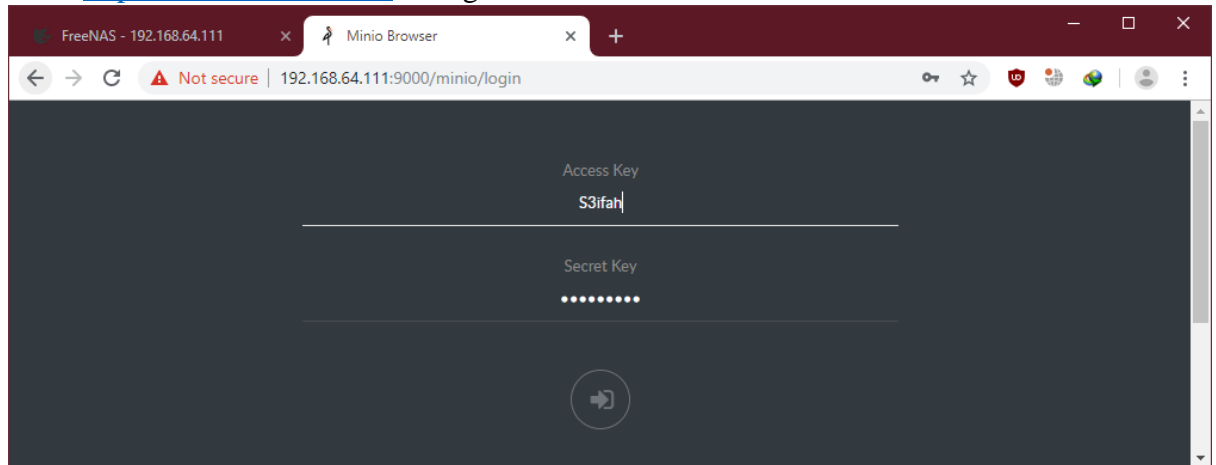 FreeNAS - 192.168.64.111
Minio Browser
Not secure | 192.168.64.111:9000/minio/login
Access Key
S3ifah
Secret Key
•••••••••